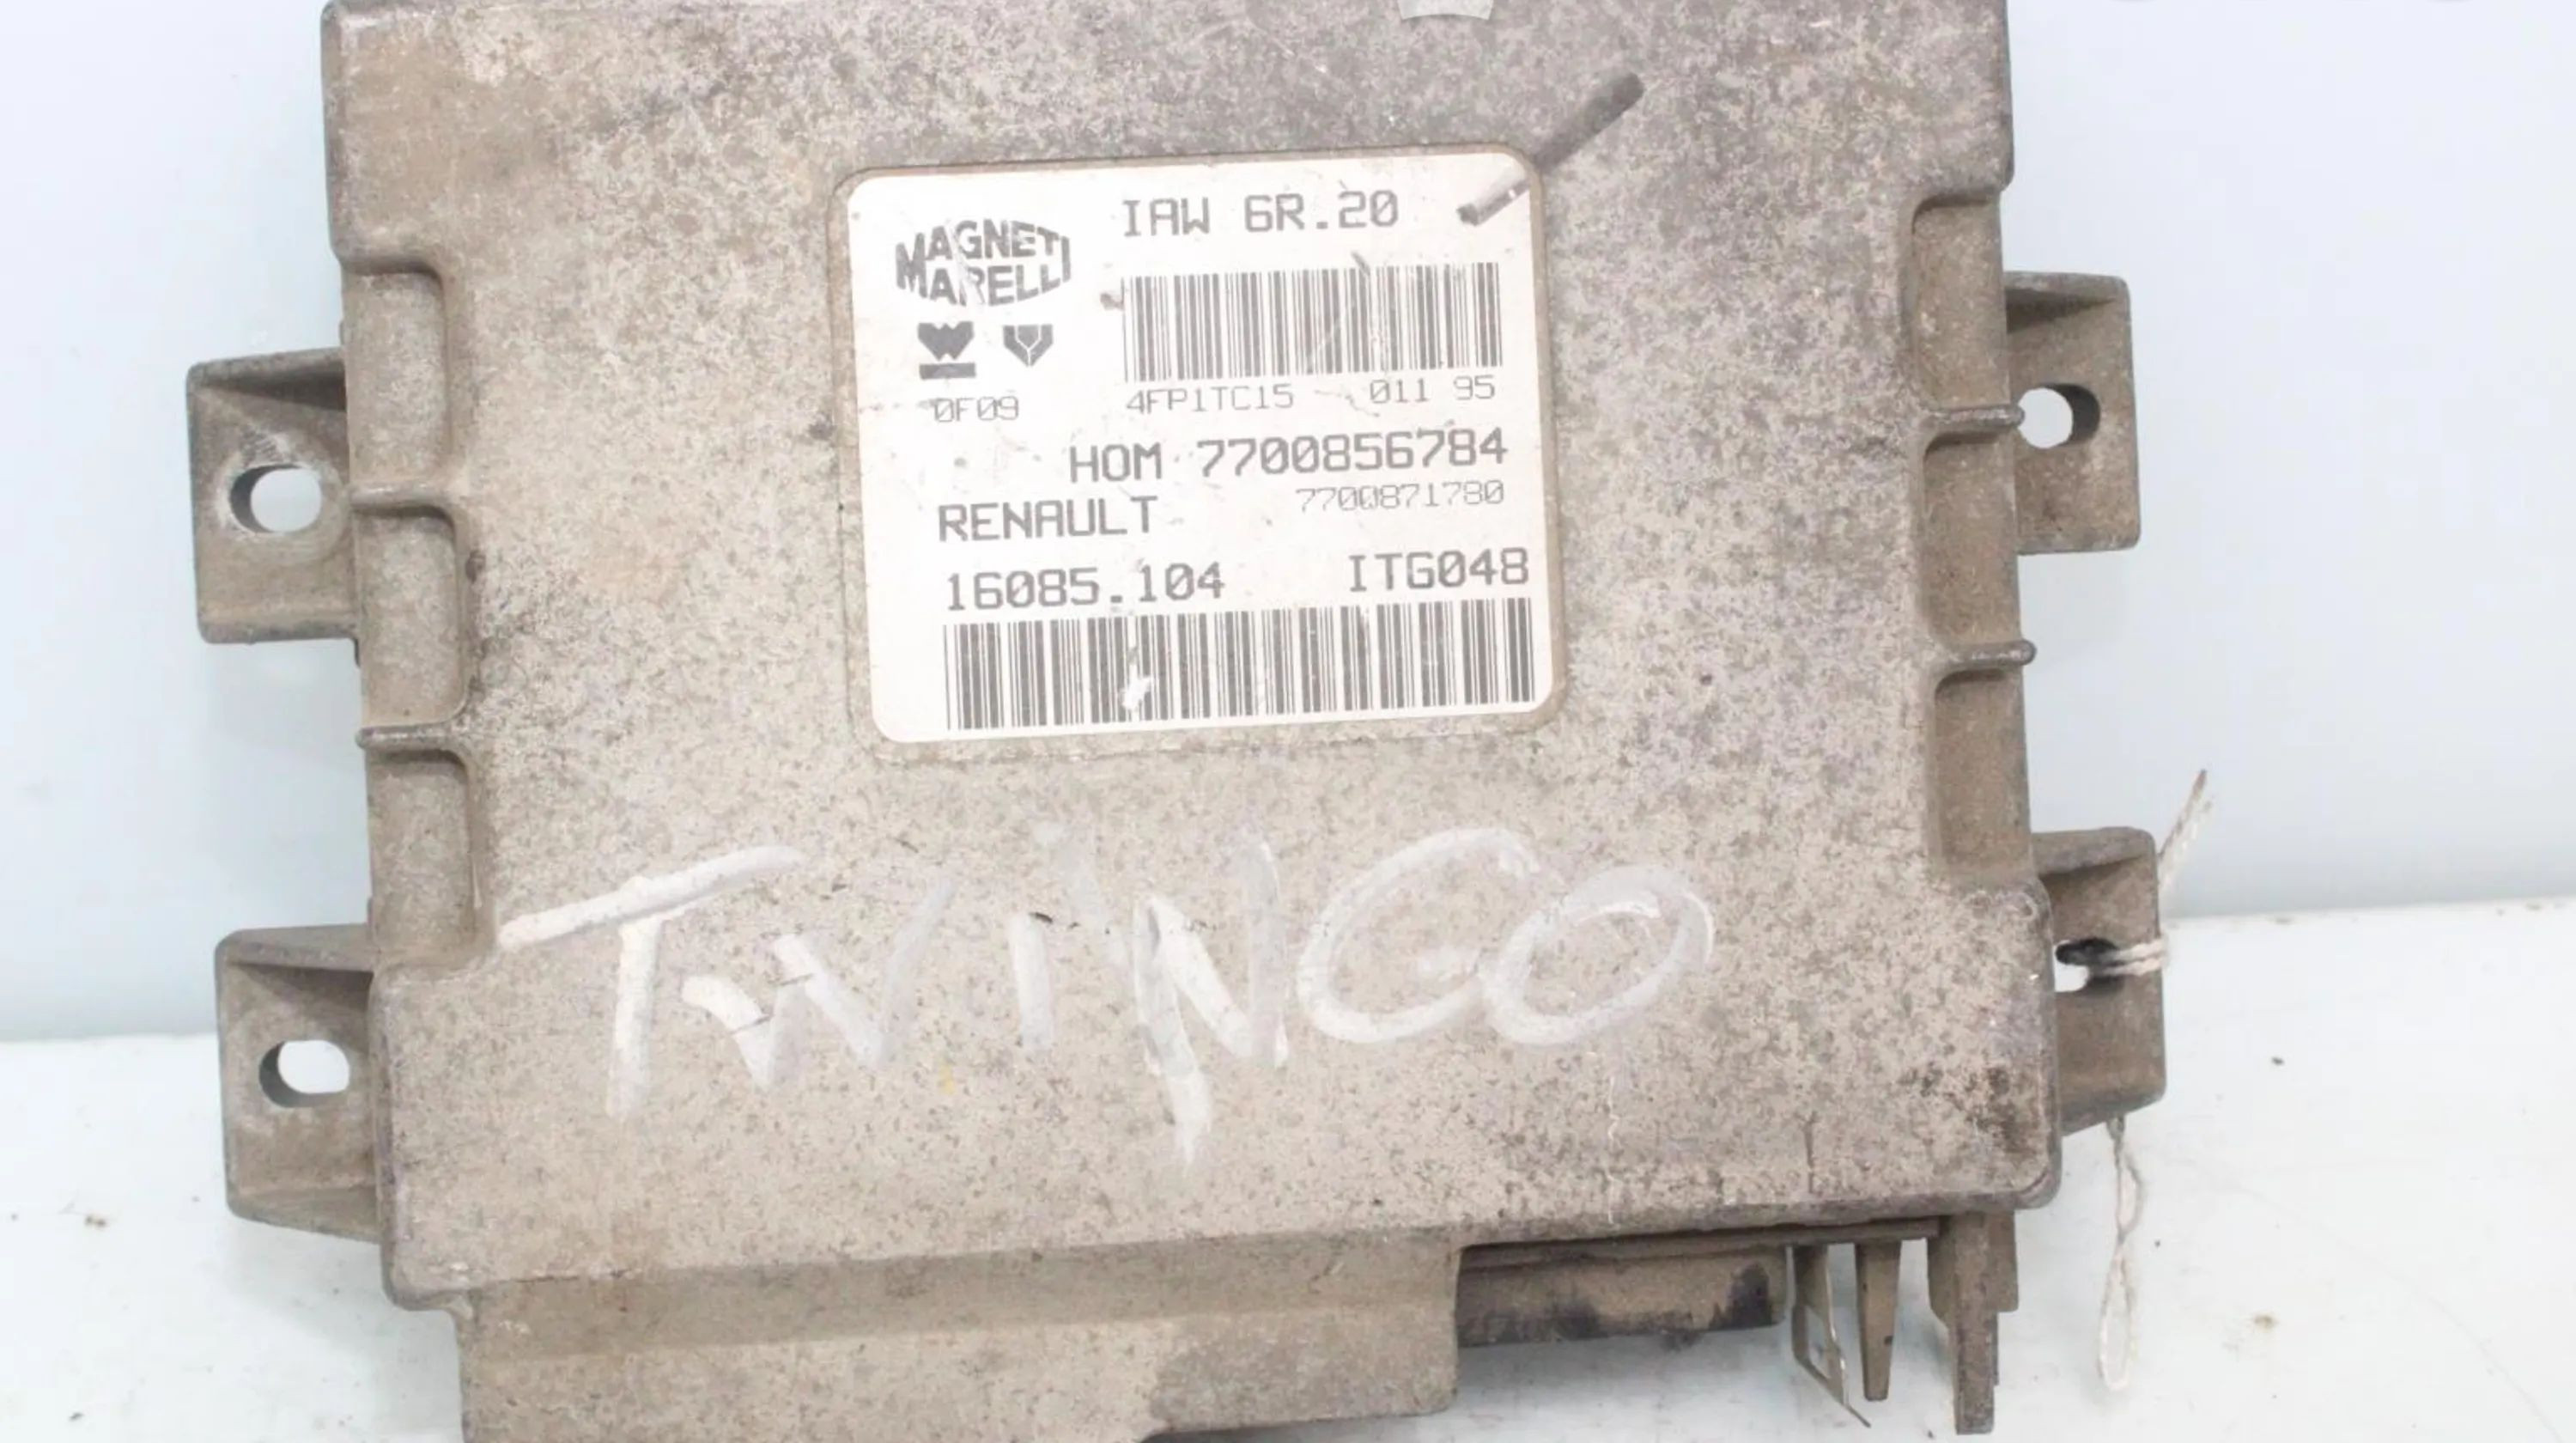 IAW 6R.20
MAGNETI
MARELLI
0F09
4FP1TC15 011 95
HOM 7700856784
RENAULT 7700871780
16085.104 ITG048
TWINGO